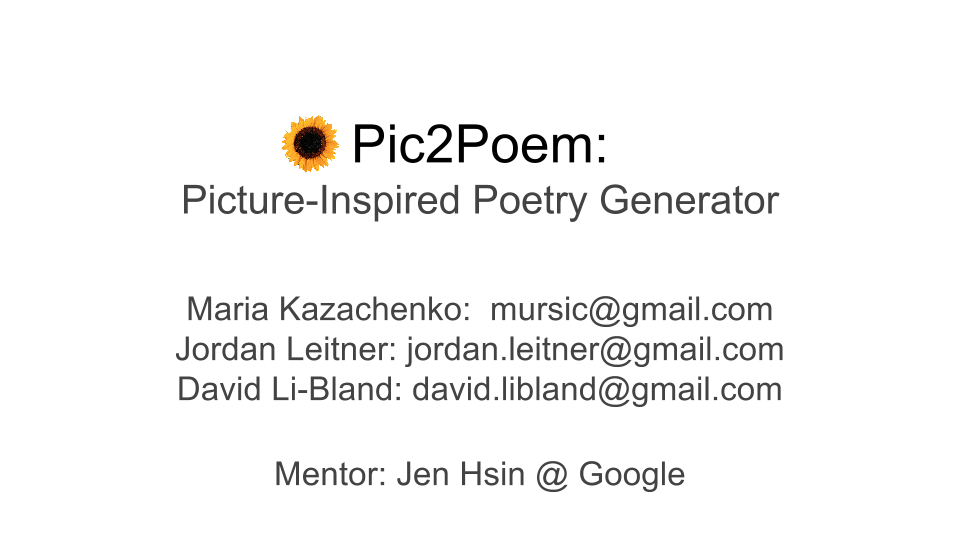 Pic2Poem:
Picture-Inspired Poetry Generator
Maria Kazachenko:  mursic@gmail.com
Jordan Leitner: jordan.leitner@gmail.com
David Li-Bland: david.libland@gmail.com
Mentor: Jen Hsin @ Google